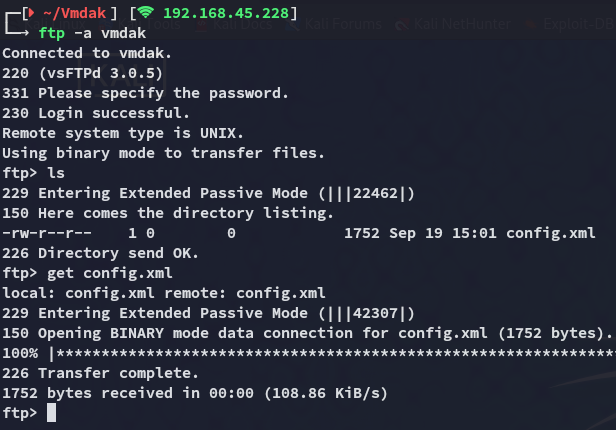 [ ~/Vmdak ] [ 192.168.45.228]
→ ftp -a vmdak
Connected to vmdak.
220 (vsFTPd 3.0.5)
331 Please specify the password.
230 Login successful.
Remote system type is UNIX.
Using binary mode to transfer files.
ftp> ls
229 Entering Extended Passive Mode (|||22462|)
150 Here comes the directory listing.
-rw-r--r--    1 0        0            1752 Sep 19 15:01 config.xml
226 Directory send OK.
ftp> get config.xml
local: config.xml remote: config.xml
229 Entering Extended Passive Mode (|||42307|)
150 Opening BINARY mode data connection for config.xml (1752 bytes).
100% |**************************************************************
226 Transfer complete.
1752 bytes received in 00:00 (108.86 KiB/s)
ftp>